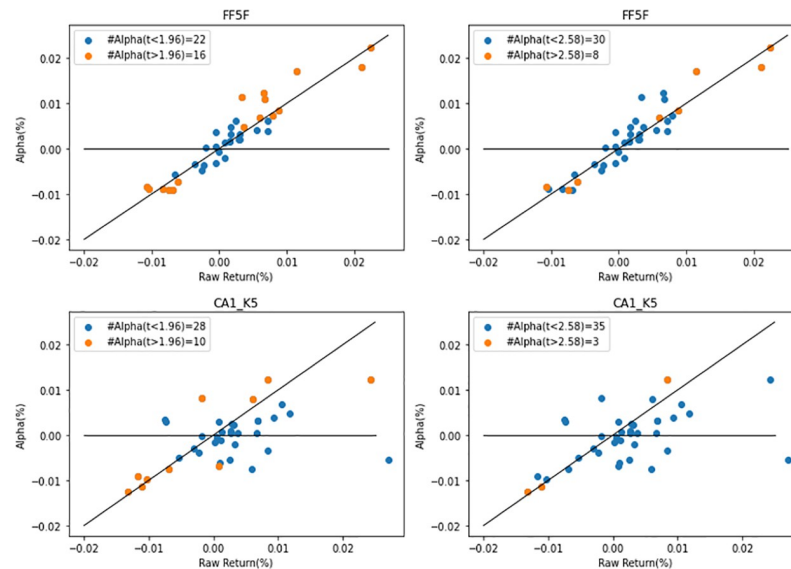 FF5F
#Alpha(t<1.96)=22
#Alpha(t>1.96)=16
0.02
0.01
0.00
−0.01
−0.02
Alpha(%)
−0.02 −0.01 0.00 0.01 0.02
Raw Return(%)
FF5F
#Alpha(t<2.58)=30
#Alpha(t>2.58)=8
0.02
0.01
0.00
−0.01
−0.02
Alpha(%)
−0.02 −0.01 0.00 0.01 0.02
Raw Return(%)
CA1_K5
#Alpha(t<1.96)=28
#Alpha(t>1.96)=10
0.02
0.01
0.00
−0.01
−0.02
Alpha(%)
−0.02 −0.01 0.00 0.01 0.02
Raw Return(%)
CA1_K5
#Alpha(t<2.58)=35
#Alpha(t>2.58)=3
0.02
0.01
0.00
−0.01
−0.02
Alpha(%)
−0.02 −0.01 0.00 0.01 0.02
Raw Return(%)